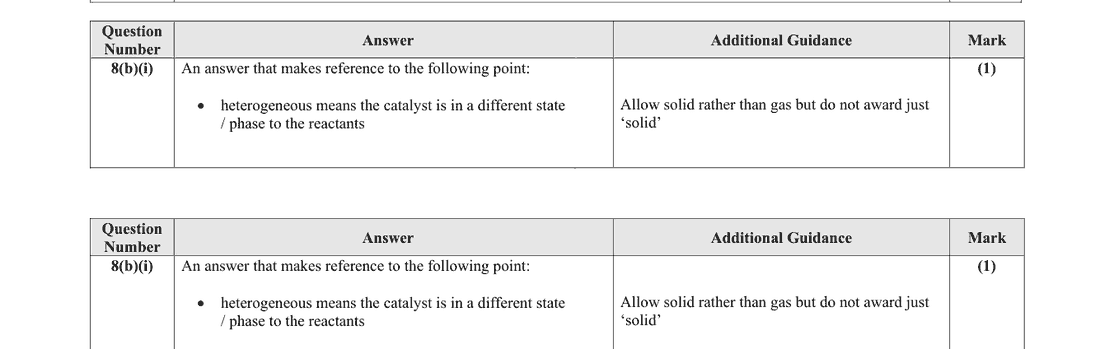 Question Number Answer Additional Guidance Mark
8(b)(i) An answer that makes reference to the following point: (1)
• heterogeneous means the catalyst is in a different state Allow solid rather than gas but do not award just
/ phase to the reactants ‘solid’
Question Number Answer Additional Guidance Mark
8(b)(i) An answer that makes reference to the following point: (1)
• heterogeneous means the catalyst is in a different state Allow solid rather than gas but do not award just
/ phase to the reactants ‘solid’